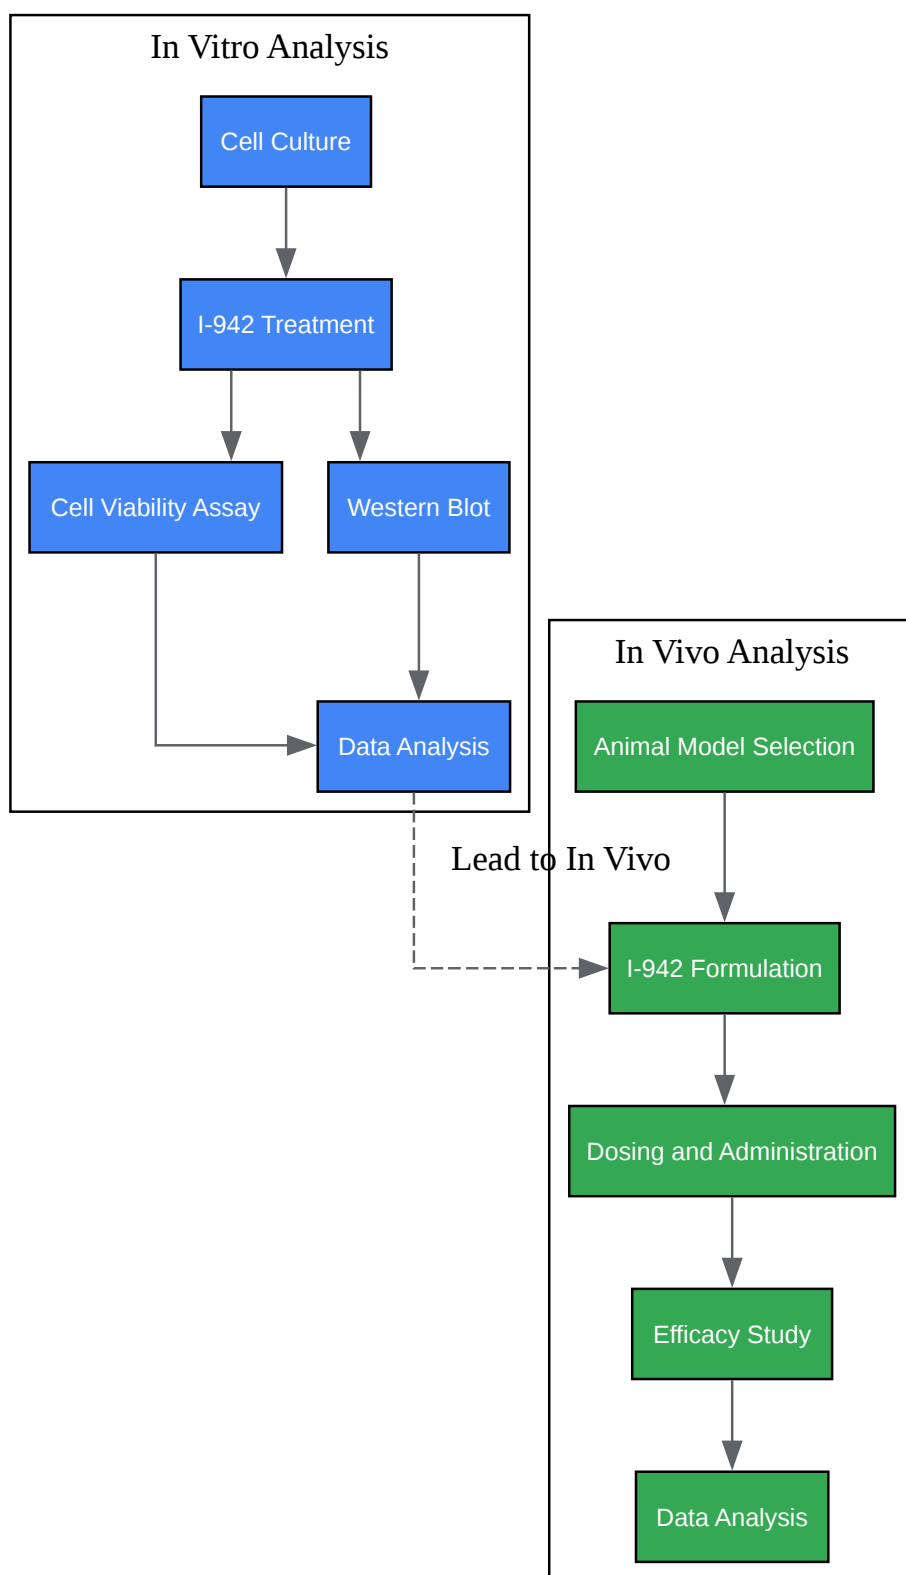 In Vitro Analysis
Cell Culture
I-942 Treatment
Cell Viability Assay
Western Blot
Data Analysis
In Vivo Analysis
Animal Model Selection
Lead to In Vivo
I-942 Formulation
Dosing and Administration
Efficacy Study
Data Analysis